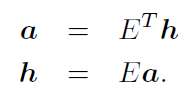 a = E^T h
h = Ea.